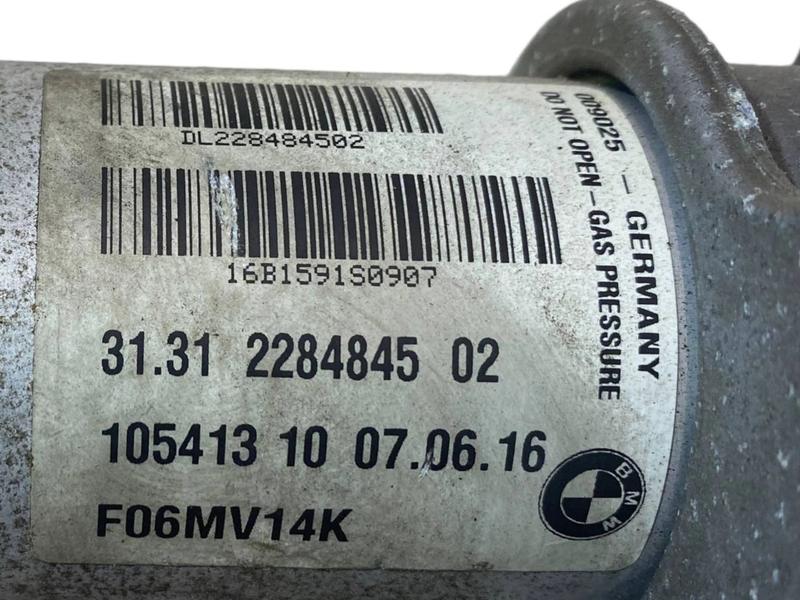 DL228484502
16B1591S0907
31.31 2284845 02
105413 10 07.06.16
F06MV14K
009025 - GERMANY
DO NOT OPEN - GAS PRESSURE
BMW